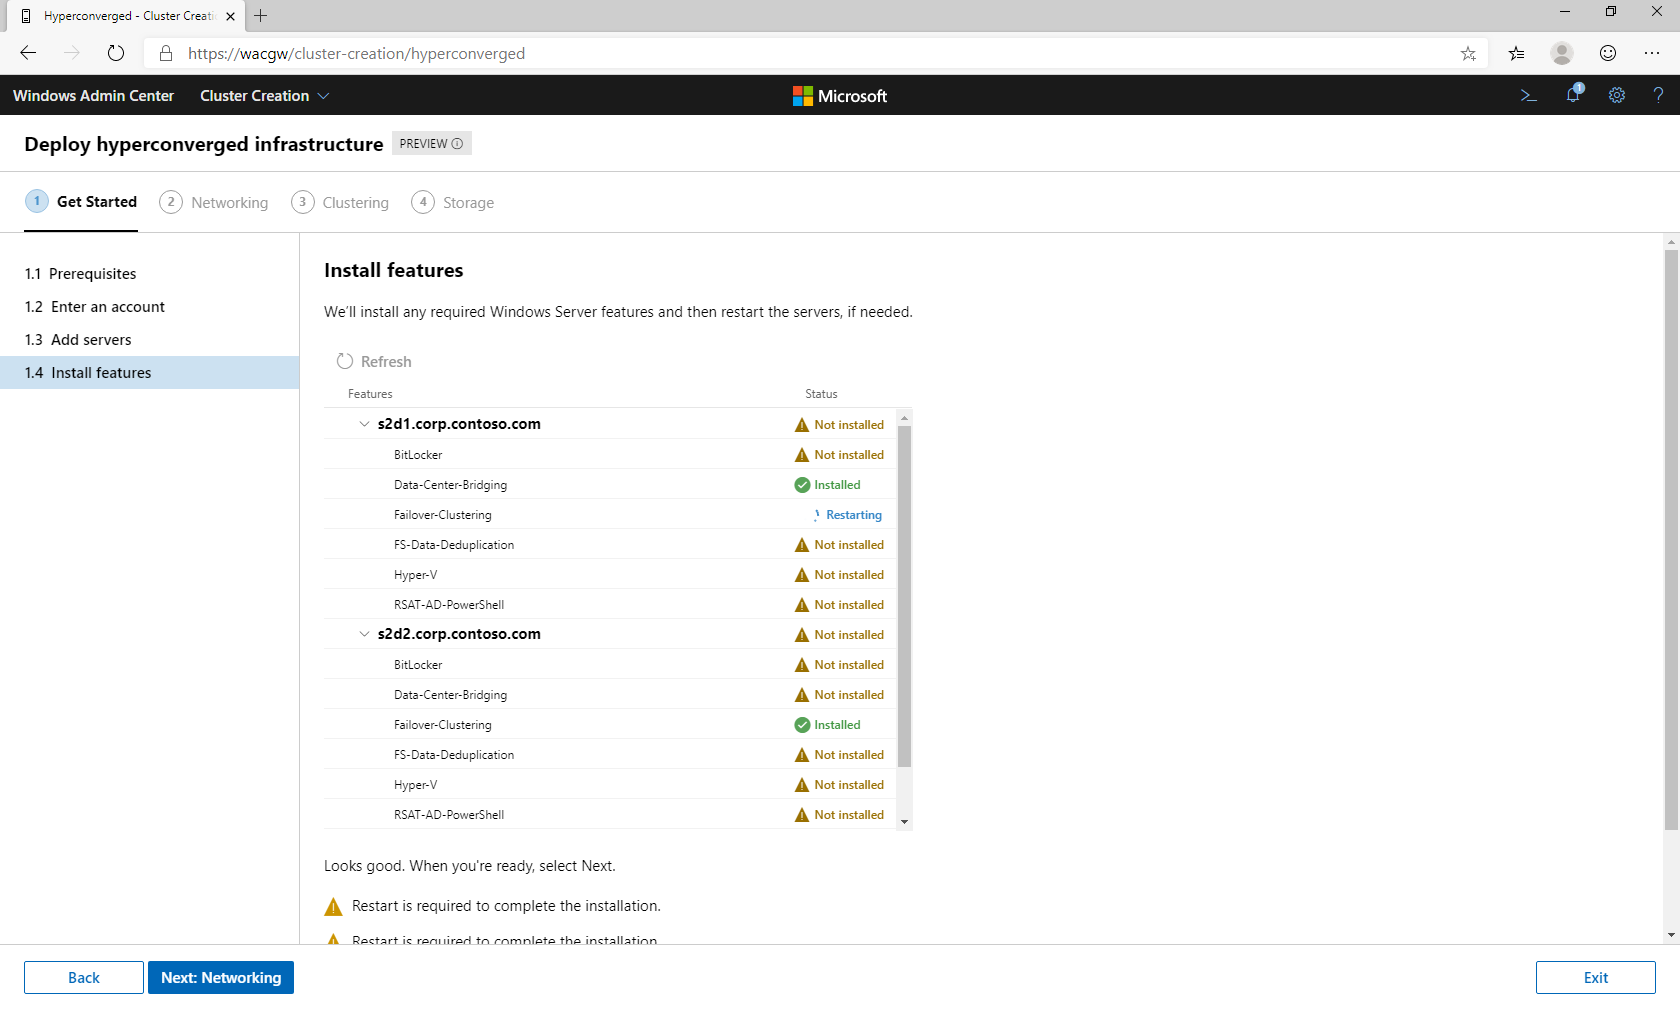 Hyperconverged - Cluster Creati
https://wacgw/cluster-creation/hyperconverged
Windows Admin Center Cluster Creation Microsoft 1 ?
Deploy hyperconverged infrastructure PREVIEW
1 Get Started 2 Networking 3 Clustering 4 Storage
1.1 Prerequisites
1.2 Enter an account
1.3 Add servers
1.4 Install features
Install features
We'll install any required Windows Server features and then restart the servers, if needed.
Refresh
Features Status
s2d1.corp.contoso.com Not installed
BitLocker Not installed
Data-Center-Bridging Installed
Failover-Clustering Restarting
FS-Data-Deduplication Not installed
Hyper-V Not installed
RSAT-AD-PowerShell Not installed
s2d2.corp.contoso.com Not installed
BitLocker Not installed
Data-Center-Bridging Not installed
Failover-Clustering Installed
FS-Data-Deduplication Not installed
Hyper-V Not installed
RSAT-AD-PowerShell Not installed
Looks good. When you're ready, select Next.
Restart is required to complete the installation.
Restart is required to complete the installation.
Back Next: Networking Exit